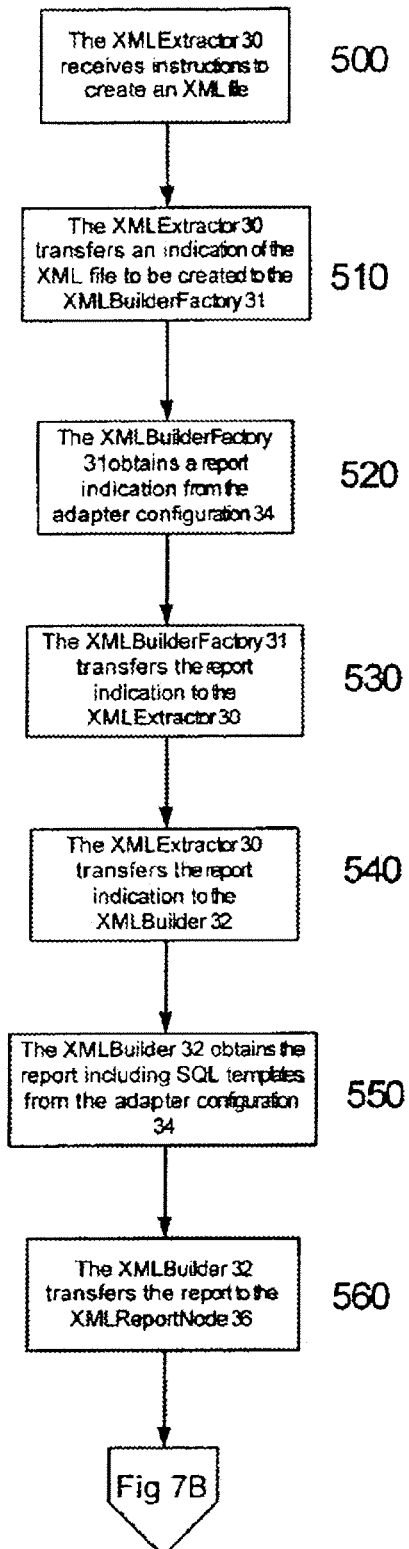 The XMLExtractor 30
receives instructions to
create an XML file
500
The XMLExtractor 30
transfers an indication of the
XML file to be created to the
XMLBuilderFactory 31
510
The XMLBuilderFactory
31 obtains a report
indication from the
adapter configuration 34
520
The XMLBuilderFactory 31
transfers the report
indication to the
XMLExtractor 30
530
The XMLExtractor 30
transfers the report
indication to the
XMLBuilder 32
540
The XMLBuilder 32 obtains the
report including SQL templates
from the adapter configuration
34
550
The XMLBuilder 32
transfers the report to the
XMLReportNode 36
560
Fig 7B